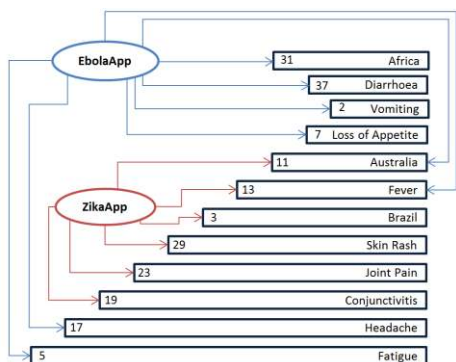 EbolaApp
31 Africa
37 Diarrhoea
2 Vomiting
7 Loss of Appetite
11 Australia
13 Fever
ZikaApp
3 Brazil
29 Skin Rash
23 Joint Pain
19 Conjunctivitis
17 Headache
5 Fatigue